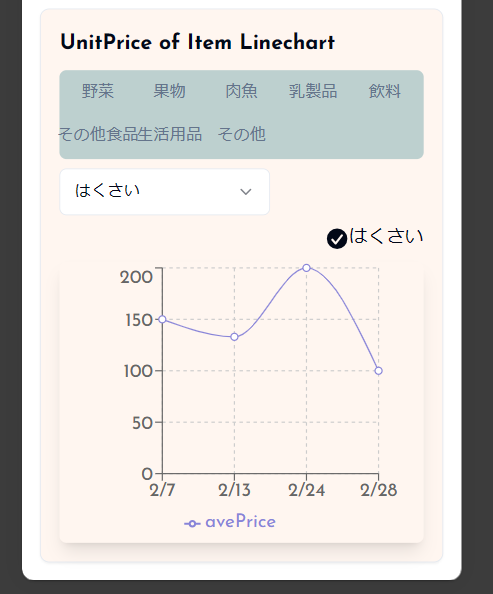 UnitPrice of Item Linechart
野菜 果物 肉魚 乳製品 飲料
その他食品 生活用品 その他
はくさい
はくさい
200
150
100
50
0
2/7 2/13 2/24 2/28
avePrice